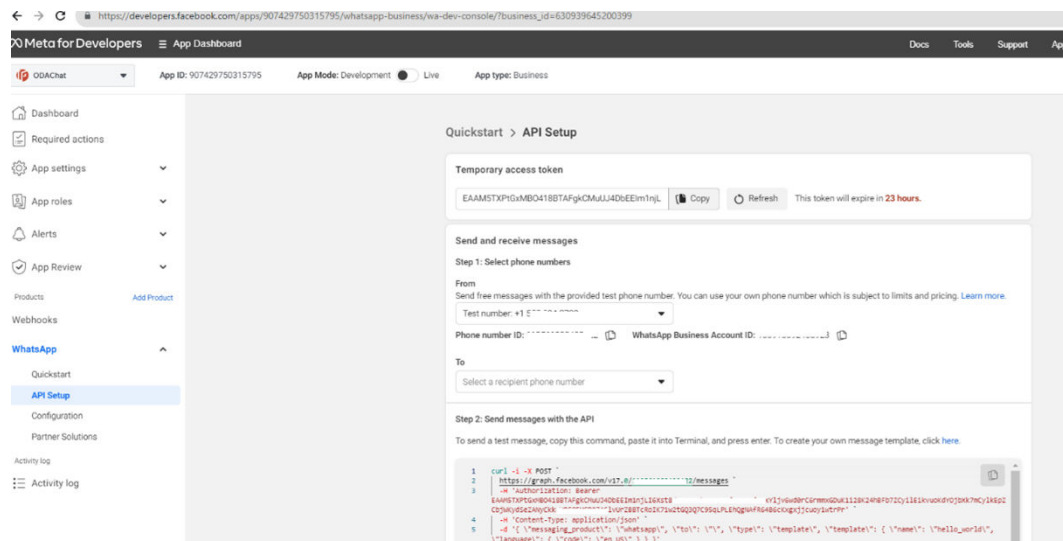 https://developers.facebook.com/apps/907429750315795/whatsapp-business/wa-dev-console/?business_id=630939645200399
Meta for Developers
App Dashboard
Docs
Tools
Support
ODAChat
App ID: 907429750315795
App Mode: Development
Live
App type: Business
Dashboard
Required actions
App settings
App roles
Alerts
App Review
Products
Add Product
Webhooks
WhatsApp
Quickstart
API Setup
Configuration
Partner Solutions
Activity log
Activity log
Quickstart > API Setup
Temporary access token
Copy
Refresh
This token will expire in 23 hours.
Send and receive messages
Step 1: Select phone numbers
From
Send free messages with the provided test phone number. You can use your own phone number which is subject to limits and pricing. Learn more.
Test number: +1
Phone number ID:
WhatsApp Business Account ID:
To
Select a recipient phone number
Step 2: Send messages with the API
To send a test message, copy this command, paste it into Terminal, and press enter. To create your own message template, click here.
1 curl -i -X POST `
2 https://graph.facebook.com/v17.0/ 12/messages `
3 -H 'Authorization: Bearer
4 -H 'Content-Type: application/json' `
5 -d '{ \"messaging_product\": \"whatsapp\", \"to\": \"\", \"type\": \"template\", \"template\": { \"name\": \"hello_world\",
\"language\": { \"code\": \"en_US\" } } }'